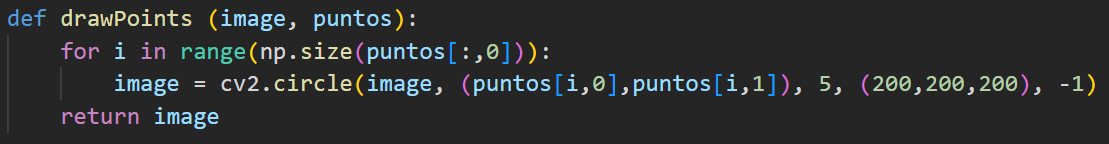 def drawPoints (image, puntos):
    for i in range(np.size(puntos[:,0])):
        image = cv2.circle(image, (puntos[i,0],puntos[i,1]), 5, (200,200,200), -1)
    return image